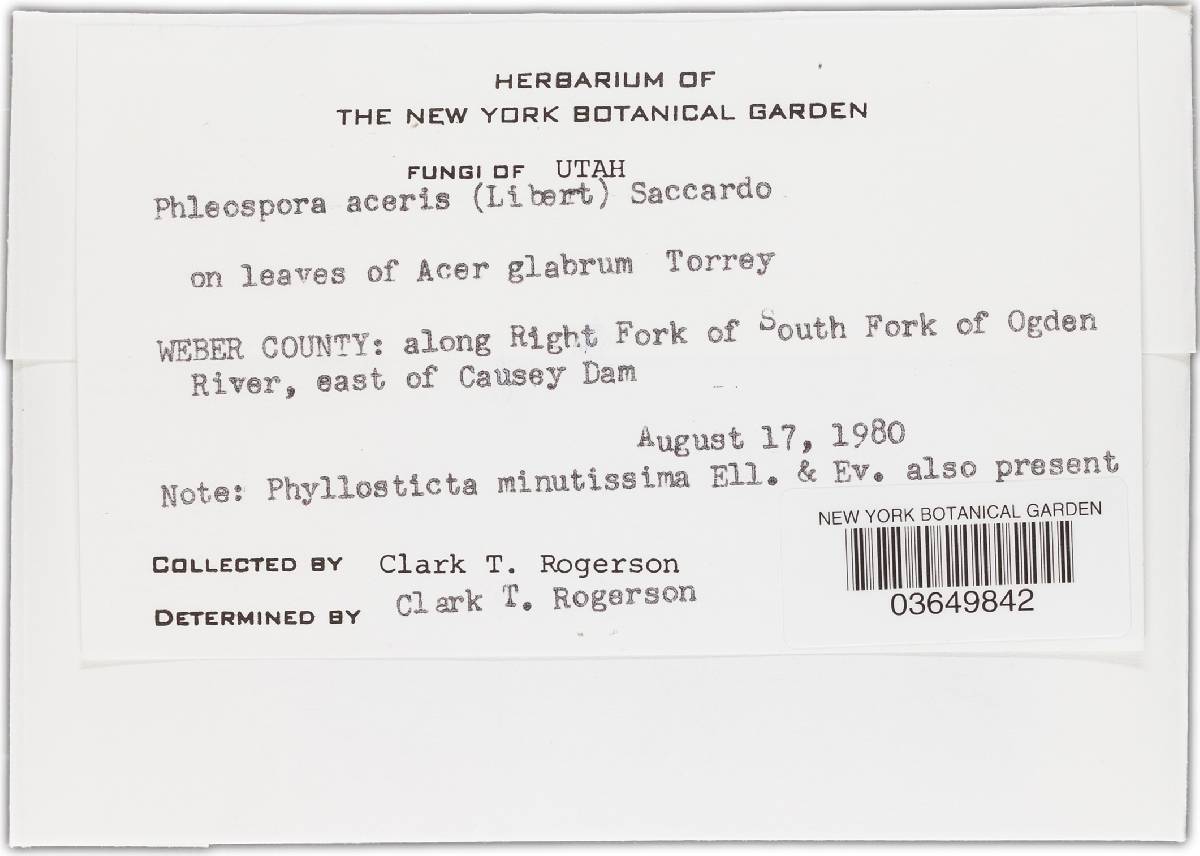 HERBARIUM OF
THE NEW YORK BOTANICAL GARDEN
FUNGI OF UTAH
Phleospora aceris (Libert) Saccardo
on leaves of Acer glabrum Torrey
WEBER COUNTY: along Right Fork of South Fork of Ogden
River, east of Causey Dam
August 17, 1980
Note: Phyllosticta minutissima Ell. & Ev. also present
NEW YORK BOTANICAL GARDEN
03649842
COLLECTED BY Clark T. Rogerson
DETERMINED BY Clark T. Rogerson